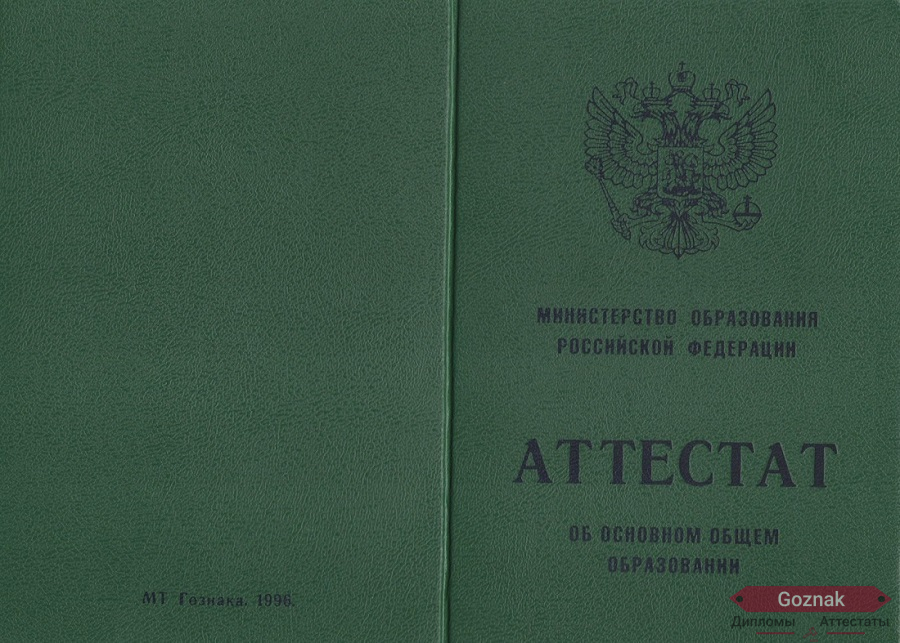 МТ Гознака. 1996.
МИНИСТЕРСТВО ОБРАЗОВАНИЯ
РОССИЙСКОЙ ФЕДЕРАЦИИ
АТТЕСТАТ
ОБ ОСНОВНОМ ОБЩЕМ
ОБРАЗОВАНИИ
Goznak
Дипломы Аттестаты